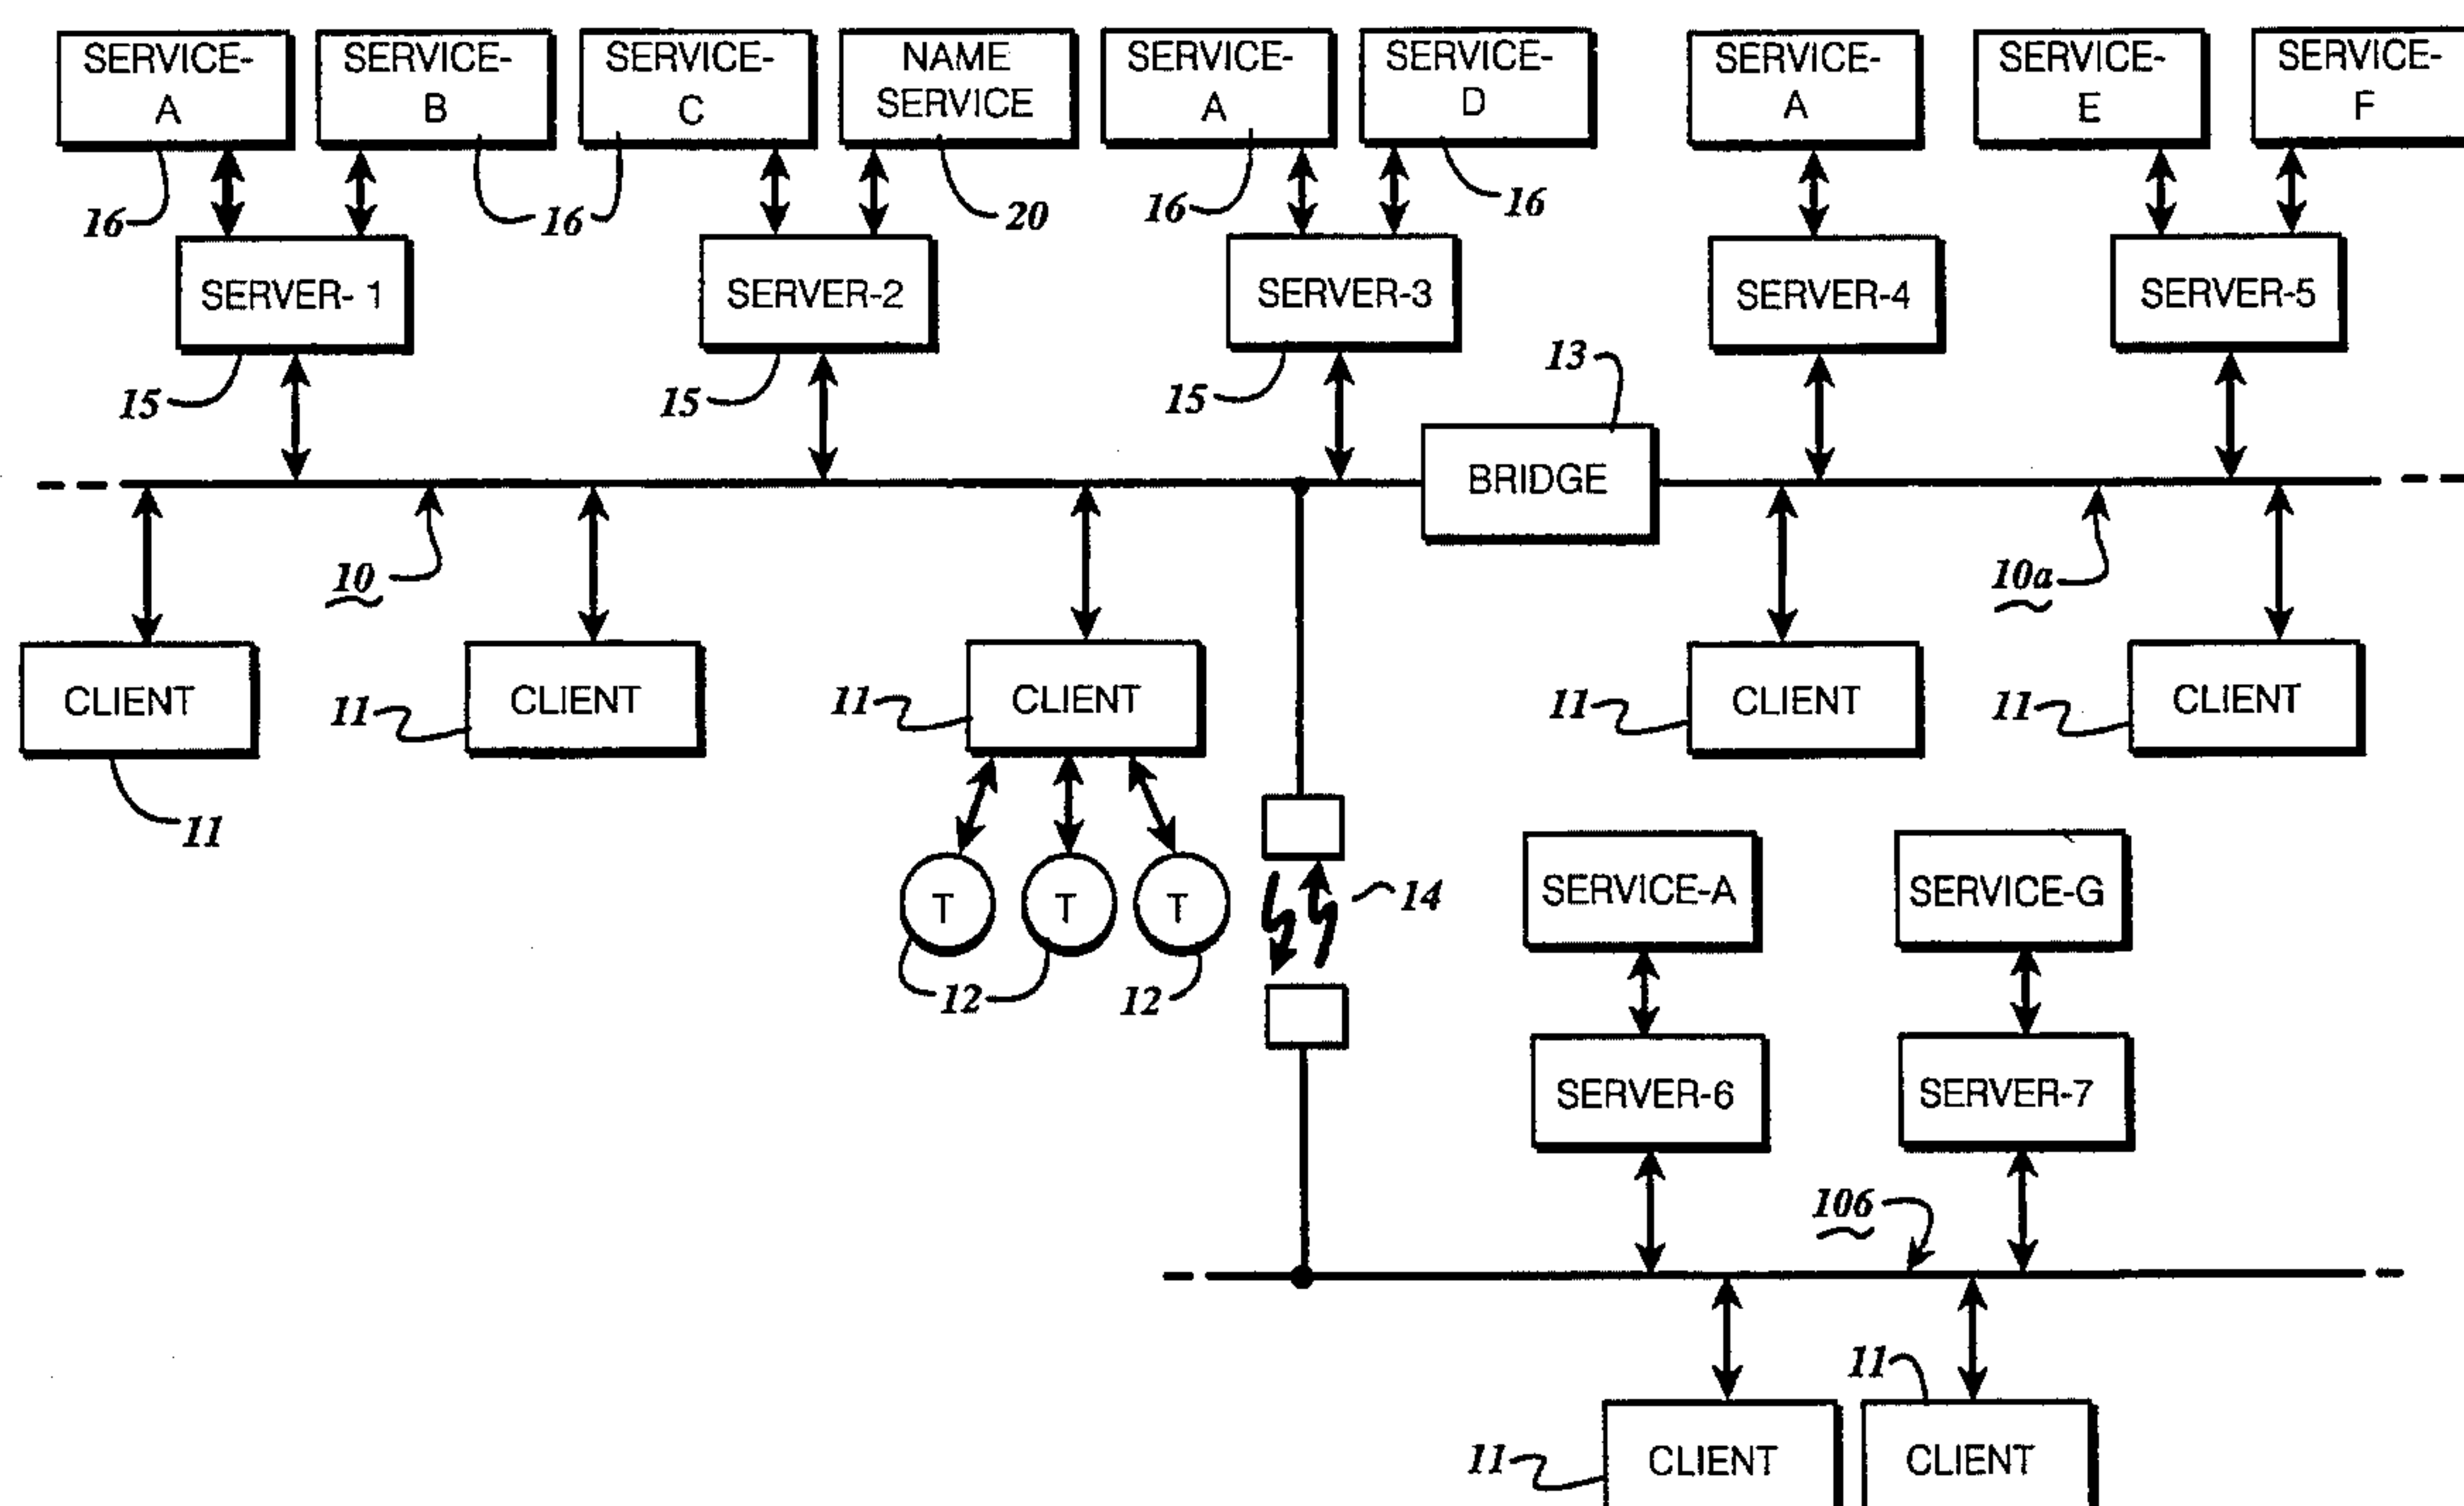 SERVICE-
A
SERVICE-
B
SERVICE-
C
NAME
SERVICE
SERVICE-
A
SERVICE-
D
SERVICE-
A
SERVICE-
E
SERVICE-
F
16
16
20
16
16
SERVER- 1
SERVER-2
SERVER-3
SERVER-4
SERVER-5
15
15
15
13
BRIDGE
10
10a
CLIENT
11
CLIENT
11
CLIENT
11
CLIENT
11
CLIENT
11
T
T
T
12
12
14
SERVICE-A
SERVICE-G
SERVER-6
SERVER-7
106
11
11
CLIENT
CLIENT